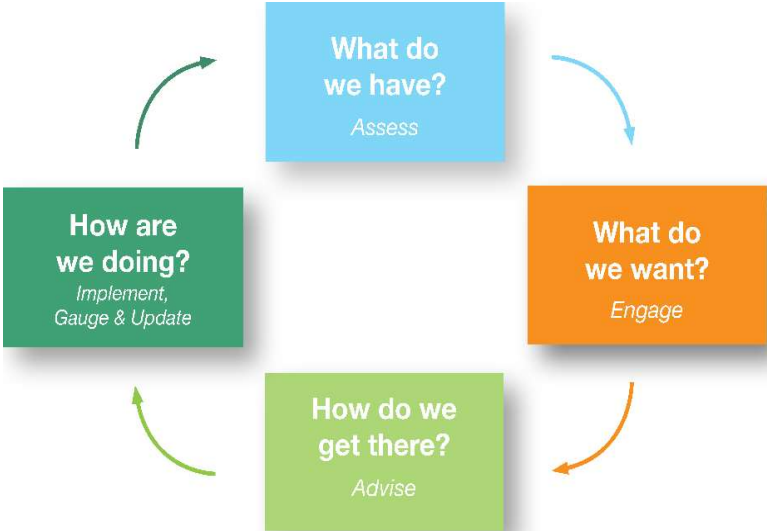 What do
we have?
Assess
What do
we want?
Engage
How do we
get there?
Advise
How are
we doing?
Implement,
Gauge & Update